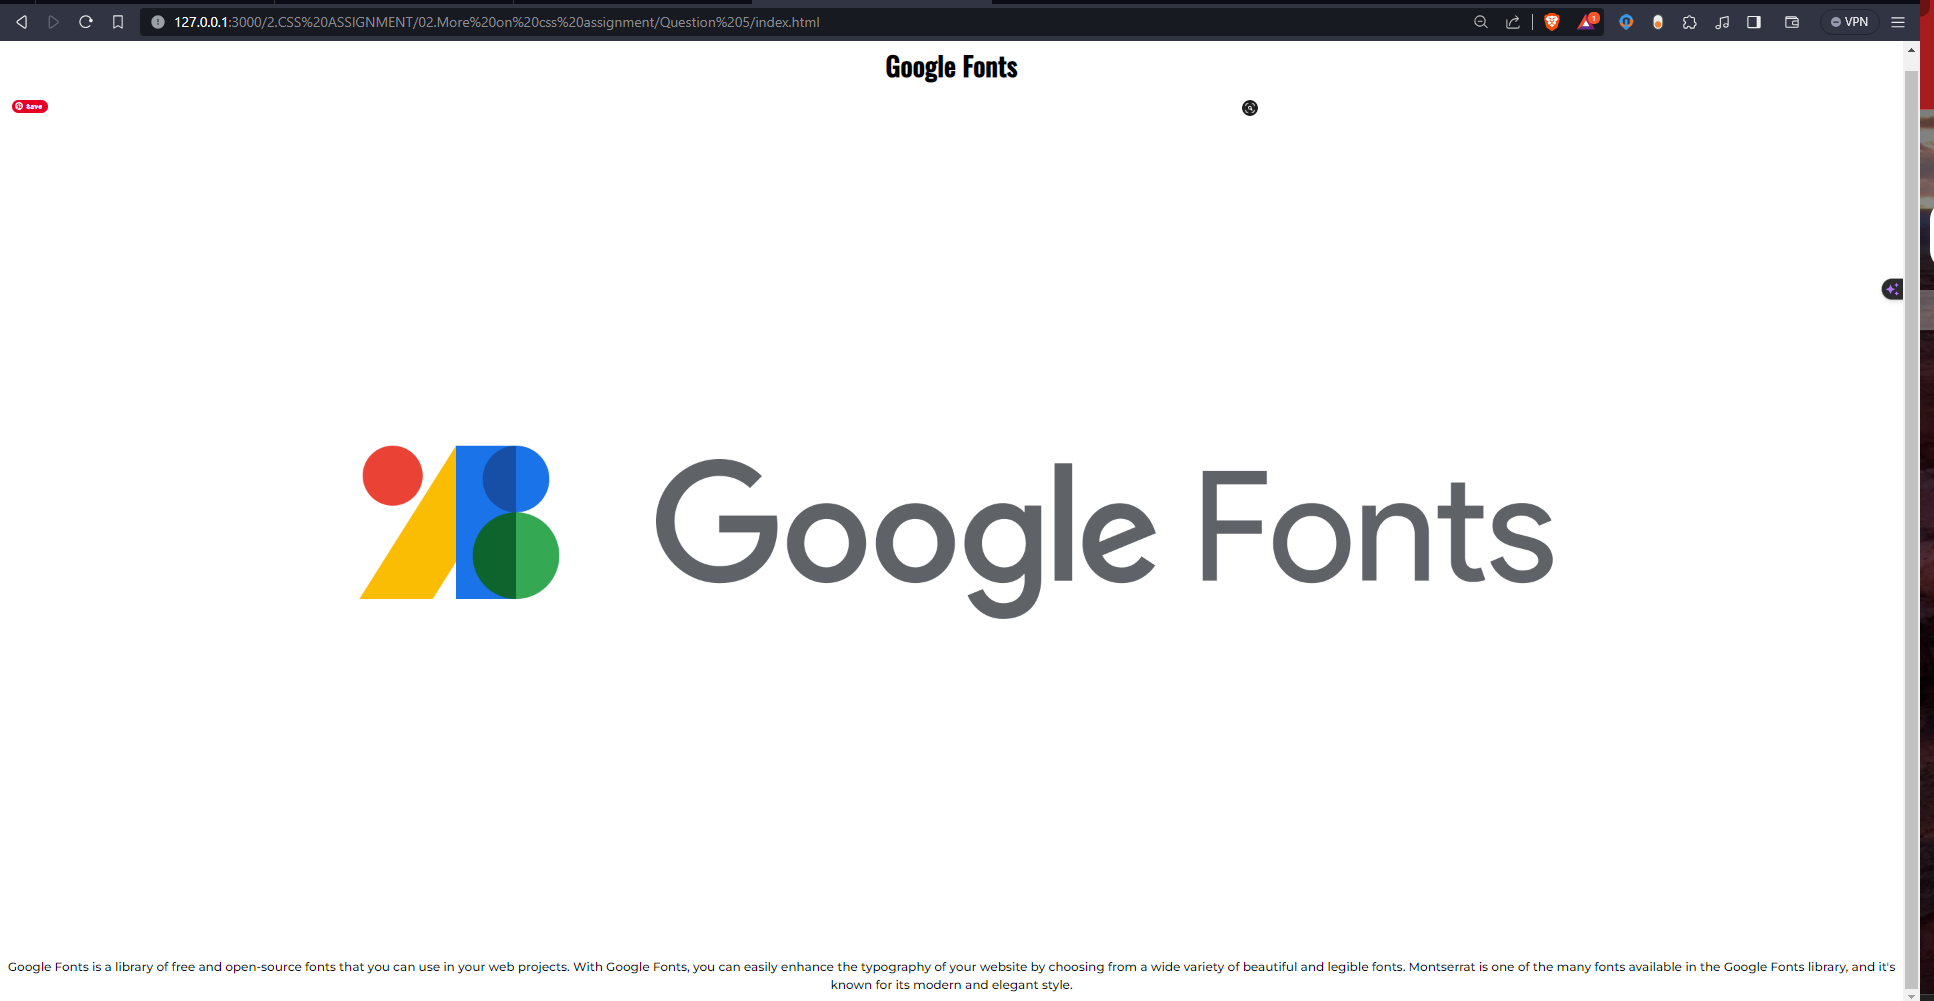 127.0.0.1:3000/2.CSS%20ASSIGNMENT/02.More%20on%20css%20assignment/Question%205/index.html
1
VPN
Google Fonts
Save
Google Fonts
Google Fonts is a library of free and open-source fonts that you can use in your web projects. With Google Fonts, you can easily enhance the typography of your website by choosing from a wide variety of beautiful and legible fonts. Montserrat is one of the many fonts available in the Google Fonts library, and it's
known for its modern and elegant style.